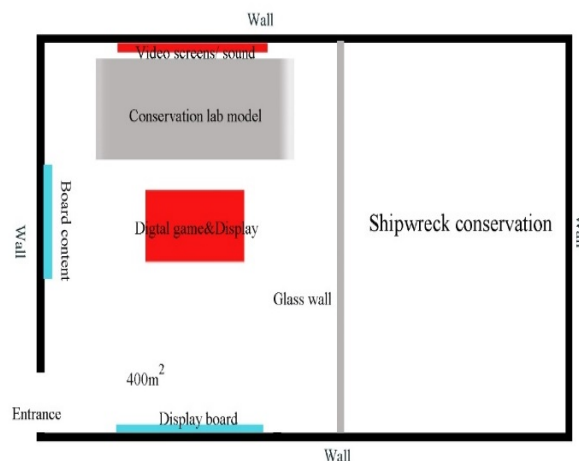 Wall
Video screens/ sound
Conservation lab model
Board content
Wall
Digtal game&Display
Shipwreck conservation
Wall
Glass wall
400m²
Entrance
Display board
Wall